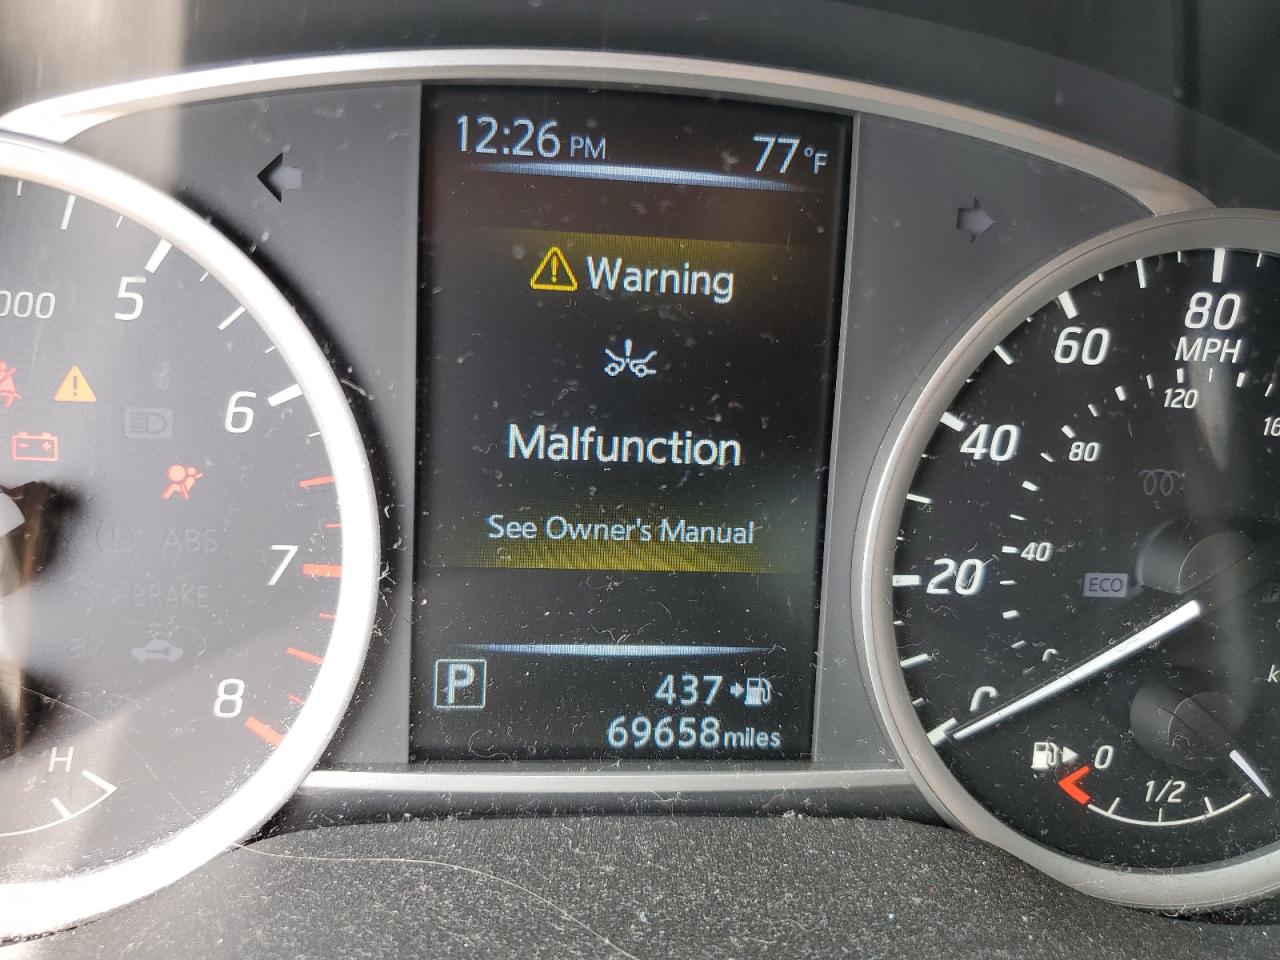 12:26 PM 77°F
Warning
Malfunction
See Owner's Manual
P
437
69658 miles
000
5
6
7
8
H
ABS
BRAKE
80
MPH
60
40
20
120
80
40
ECO
0
1/2